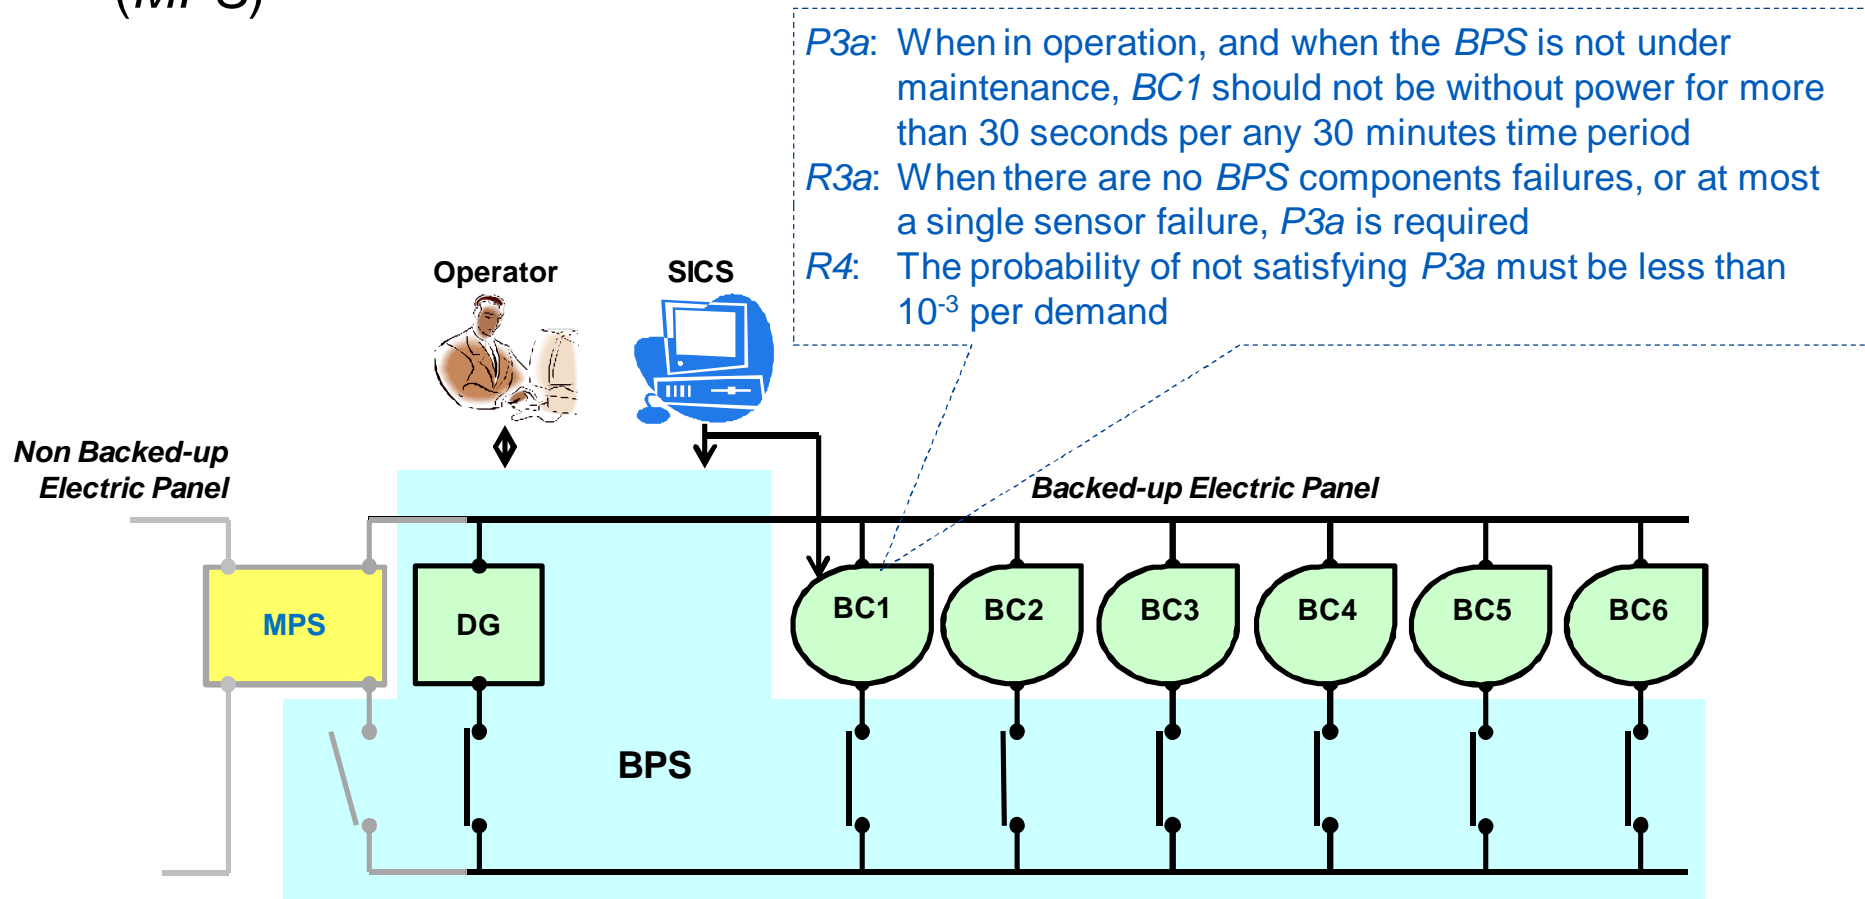 (MPS)
P3a: When in operation, and when the BPS is not under
maintenance, BC1 should not be without power for more
than 30 seconds per any 30 minutes time period
R3a: When there are no BPS components failures, or at most
a single sensor failure, P3a is required
R4: The probability of not satisfying P3a must be less than
10-3 per demand
Operator
SICS
Non Backed-up
Electric Panel
Backed-up Electric Panel
MPS
DG
BC1
BC2
BC3
BC4
BC5
BC6
BPS